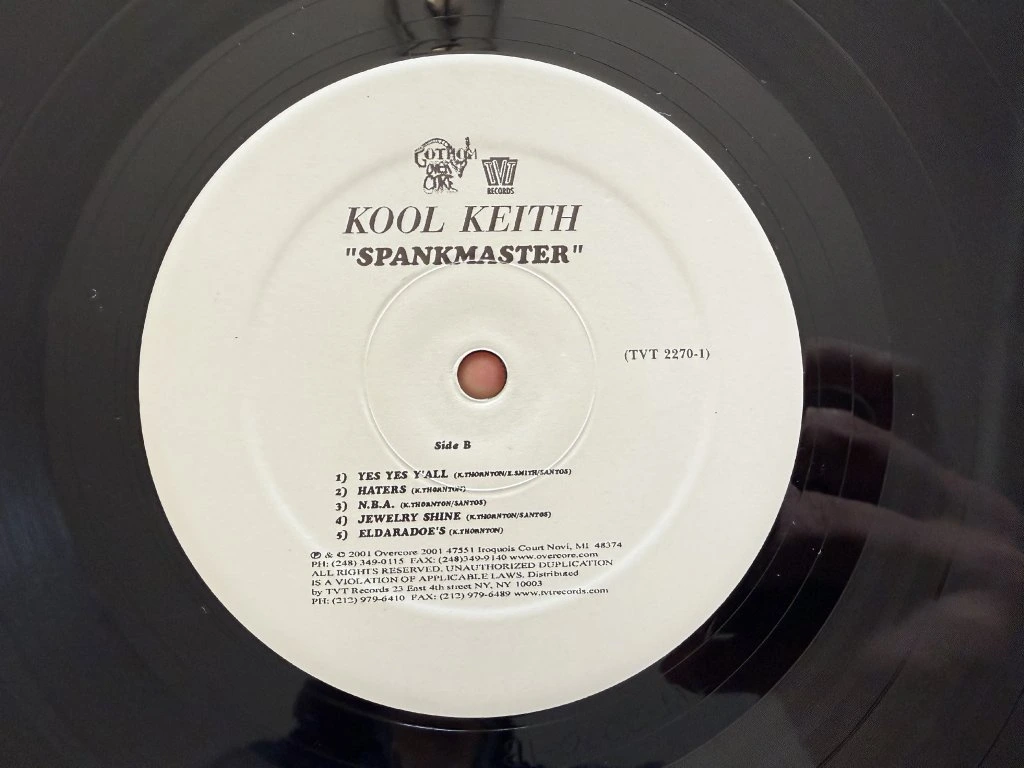 GOTHOM
OVER
CORE
TVT
RECORDS
KOOL KEITH
"SPANKMASTER"
(TVT 2270-1)
Side B
1) YES YES Y'ALL (K.THORNTON/E.SMITH/SANTOS)
2) HATERS (K.THORNTON)
3) N.B.A. (K.THORNTON/SANTOS)
4) JEWELRY SHINE (K.THORNTON/SANTOS)
5) ELDARADOE'S (K.THORNTON)
℗ & © 2001 Overcore 2001 47551 Iroquois Court Novi, MI 48374
PH: (248) 349-0115 FAX: (248)349-9140 www.overcore.com
ALL RIGHTS RESERVED. UNAUTHORIZED DUPLICATION
IS A VIOLATION OF APPLICABLE LAWS. Distributed
by TVT Records 23 East 4th street NY, NY 10003
PH: (212) 979-6410 FAX: (212) 979-6489 www.tvtrecords.com